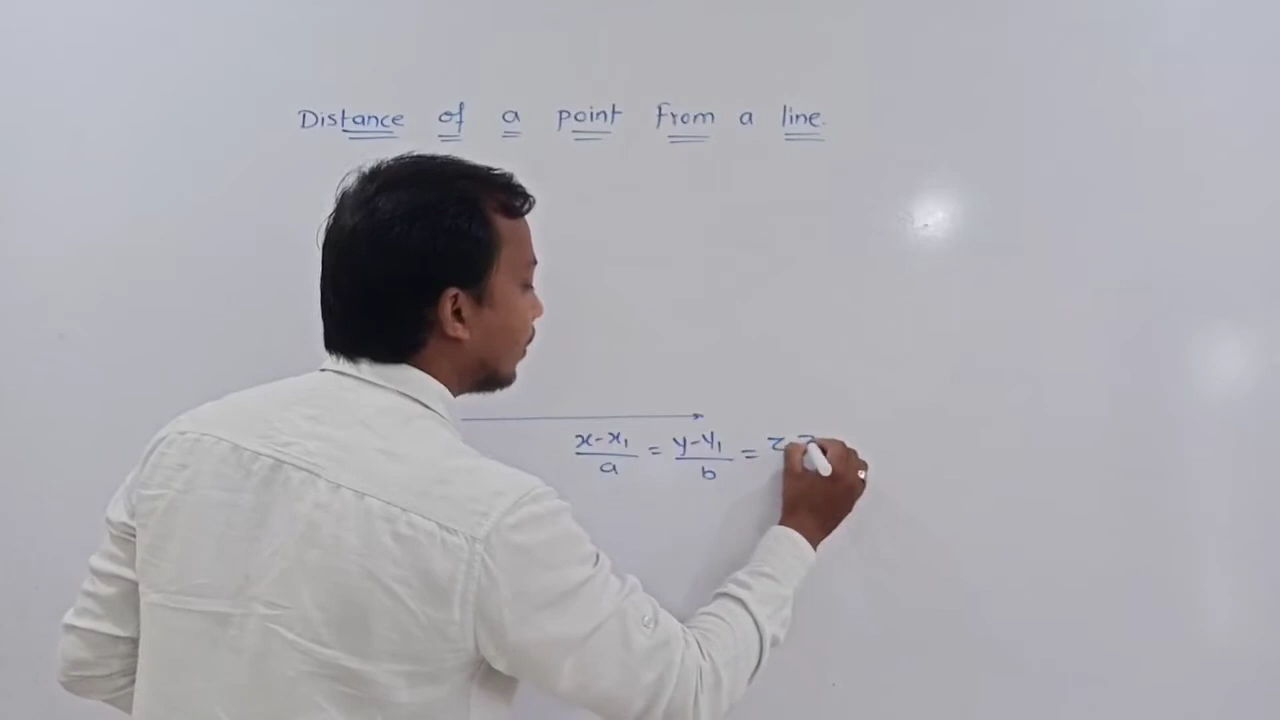 Distance of a point from a line.
x-x₁/a = y-y₁/b = z-z